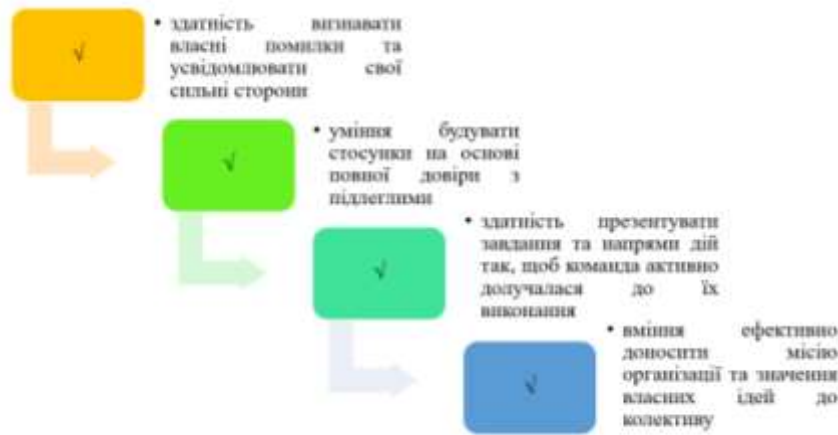 √
• здатність визнавати
власні помилки та
усвідомлювати свої
сильні сторони
√
• уміння будувати
стосунки на основі
повної довіри з
підлеглими
√
• здатність презентувати
завдання та напрями дій
так, щоб команда активно
долучалася до їх
виконання
√
• вміння ефективно
доносити місію
організації та значення
власних ідей до
колективу